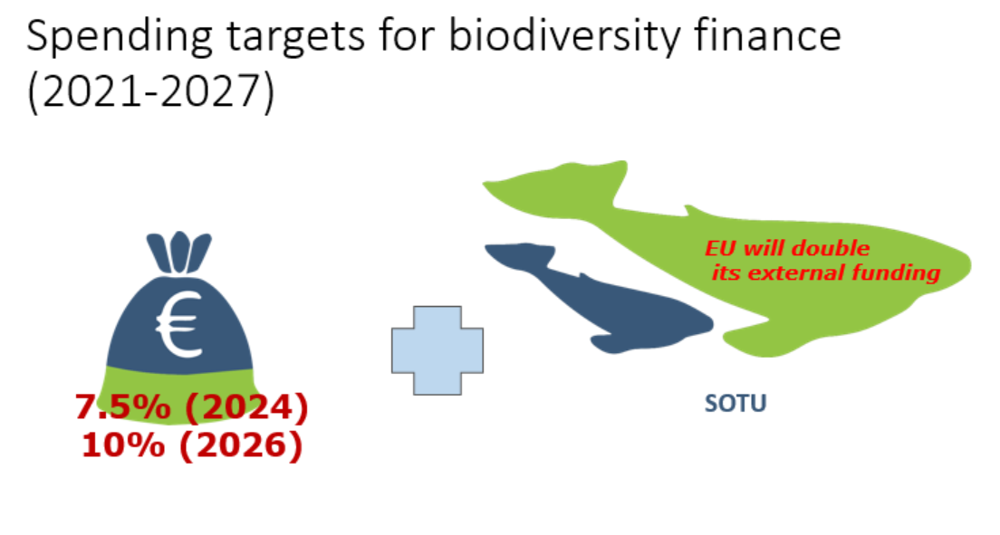 Spending targets for biodiversity finance
(2021-2027)
€
7.5% (2024)
10% (2026)
EU will double
its external funding
SOTU